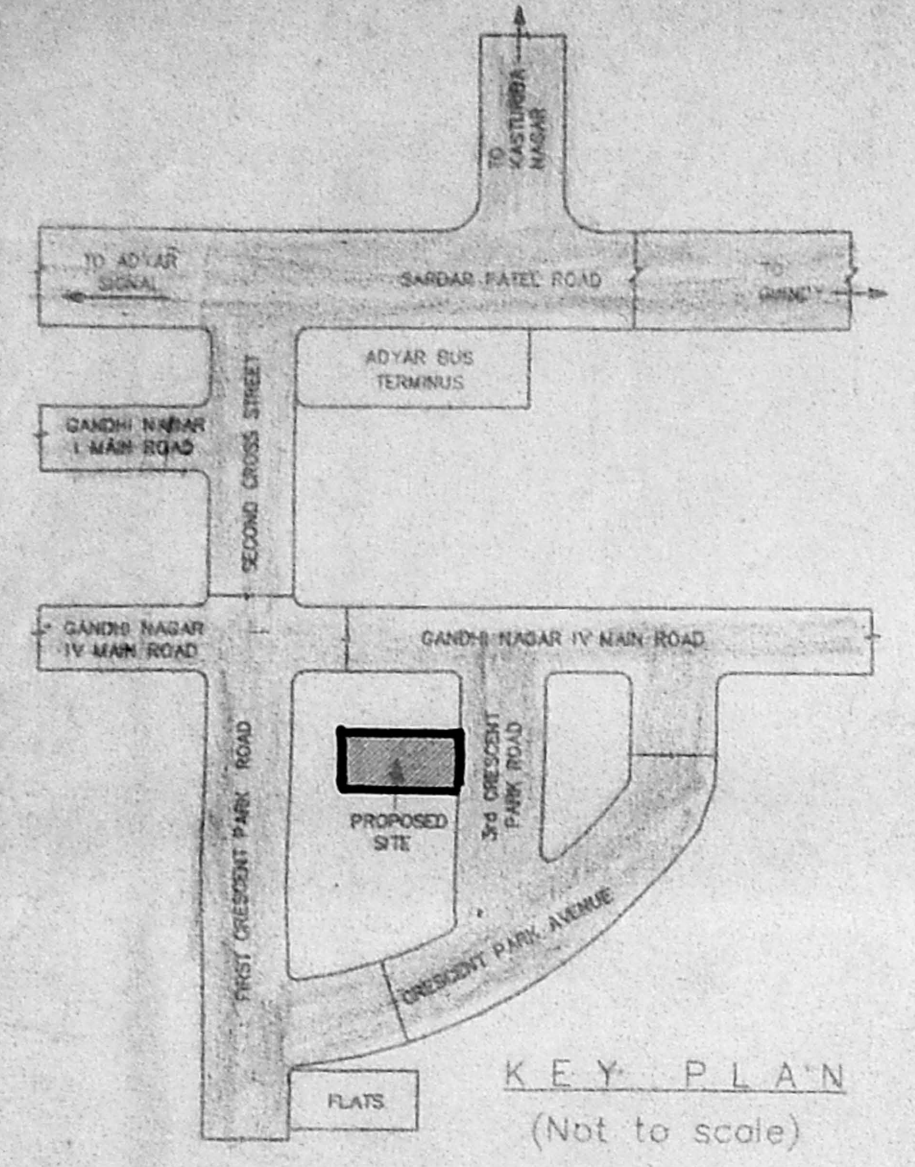 TO
KASTURBA
NAGAR
TO ADYAR
SIGNAL
SARDAR PATEL ROAD
TO
GUINDY
ADYAR BUS
TERMINUS
SECOND CROSS STREET
GANDHI NAGAR
I MAIN ROAD
GANDHI NAGAR
IV MAIN ROAD
GANDHI NAGAR IV MAIN ROAD
FIRST CRESCENT PARK ROAD
PROPOSED
SITE
3rd CRESCENT
PARK ROAD
CRESCENT PARK AVENUE
FLATS
KEY PLAN
(Not to scale)